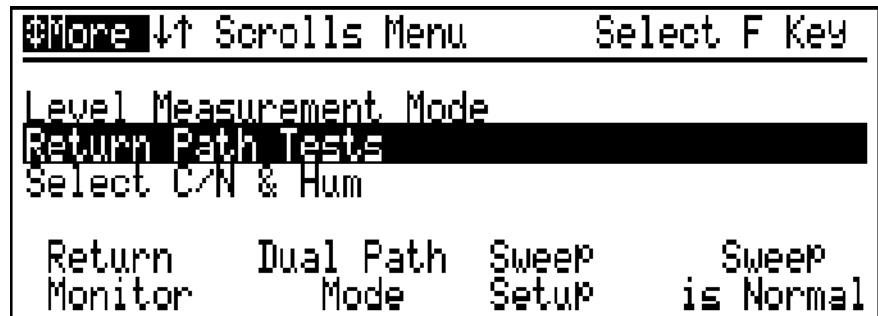 ↕More ↓↑ Scrolls Menu Select F Key
Level Measurement Mode
Return Path Tests
Select C/N & Hum
Return Dual Path Sweep Sweep
Monitor Mode Setup is Normal